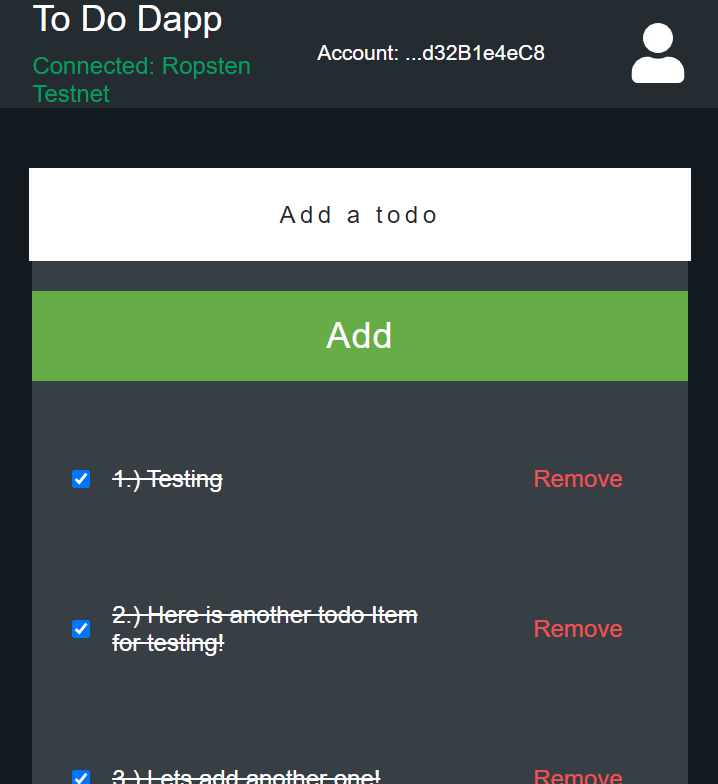 To Do Dapp
Connected: Ropsten
Testnet
Account: ...d32B1e4eC8
Add a todo
Add
1.) Testing
Remove
2.) Here is another todo Item
for testing!
Remove
3.) Lets add another one!
Remove